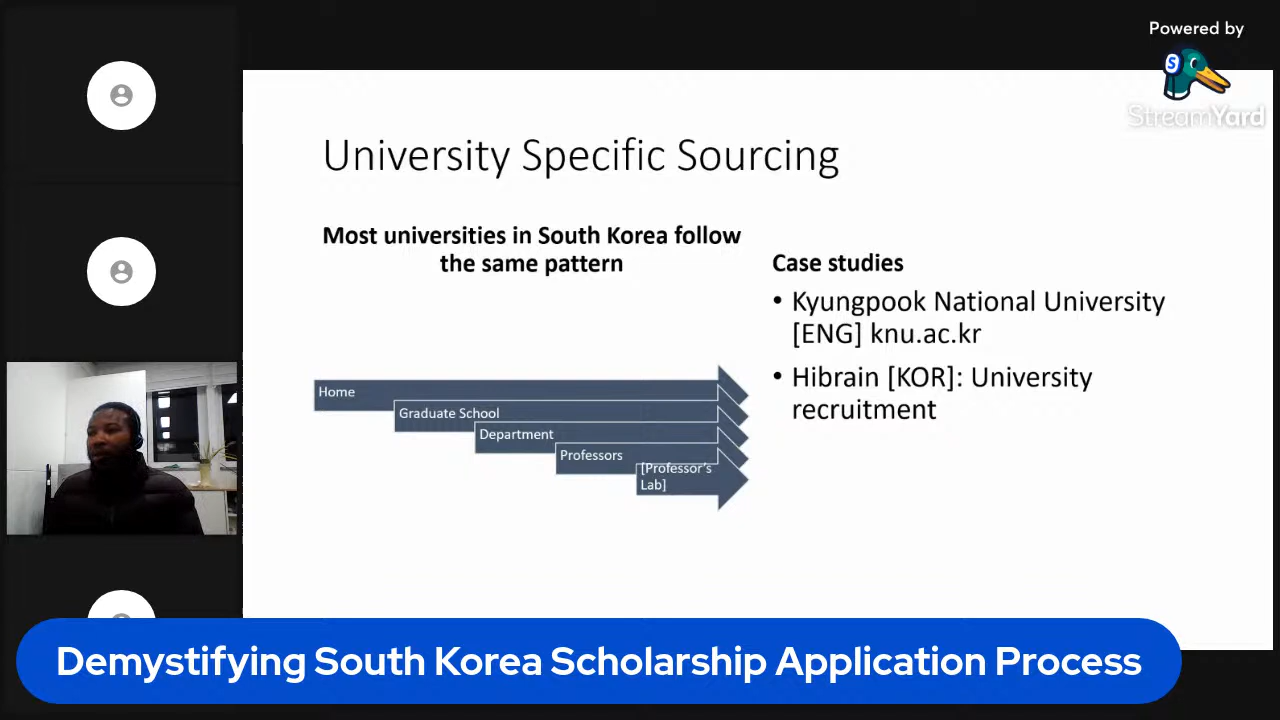 Powered by
StreamYard
University Specific Sourcing
Most universities in South Korea follow
the same pattern
Home
Graduate School
Department
Professors
[Professor's
Lab]
Case studies
• Kyungpook National University
[ENG] knu.ac.kr
• Hibrain [KOR]: University
recruitment
Demystifying South Korea Scholarship Application Process